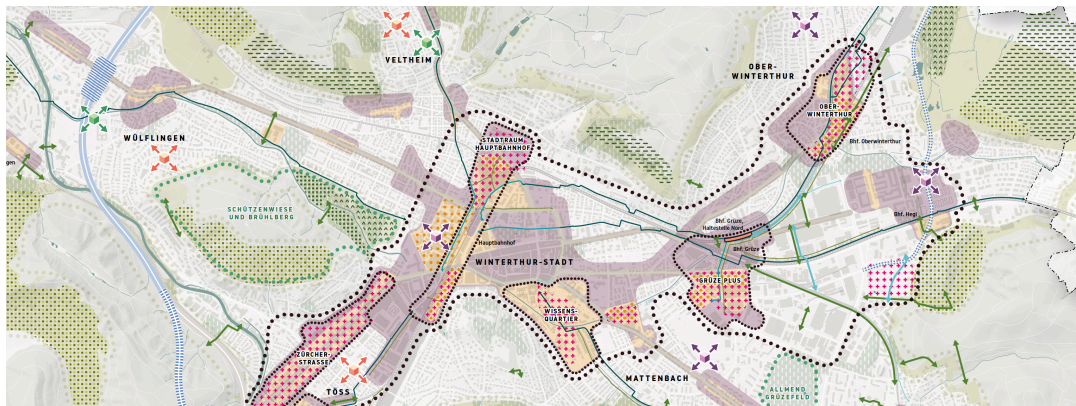 VELTHEIM
OBER-
WINTERTHUR
OBER-
WINTERTHUR
Bhf. Oberwinterthur
WÜLFLINGEN
gen
STADTRAUM
HAUPTBAHNHOF
SCHÜTZENWIESE
UND BRÜHLBERG
Hauptbahnhof
WINTERTHUR-STADT
Bhf. Grüze,
Haltestelle Nord
Bhf. Grüze
Bhf. Hegi
GRÜZE PLUS
WISSENS-
QUARTIER
ZÜRCHER-
STRASSE
TÖSS
MATTENBACH
ALLMEND
GRÜZEFELD